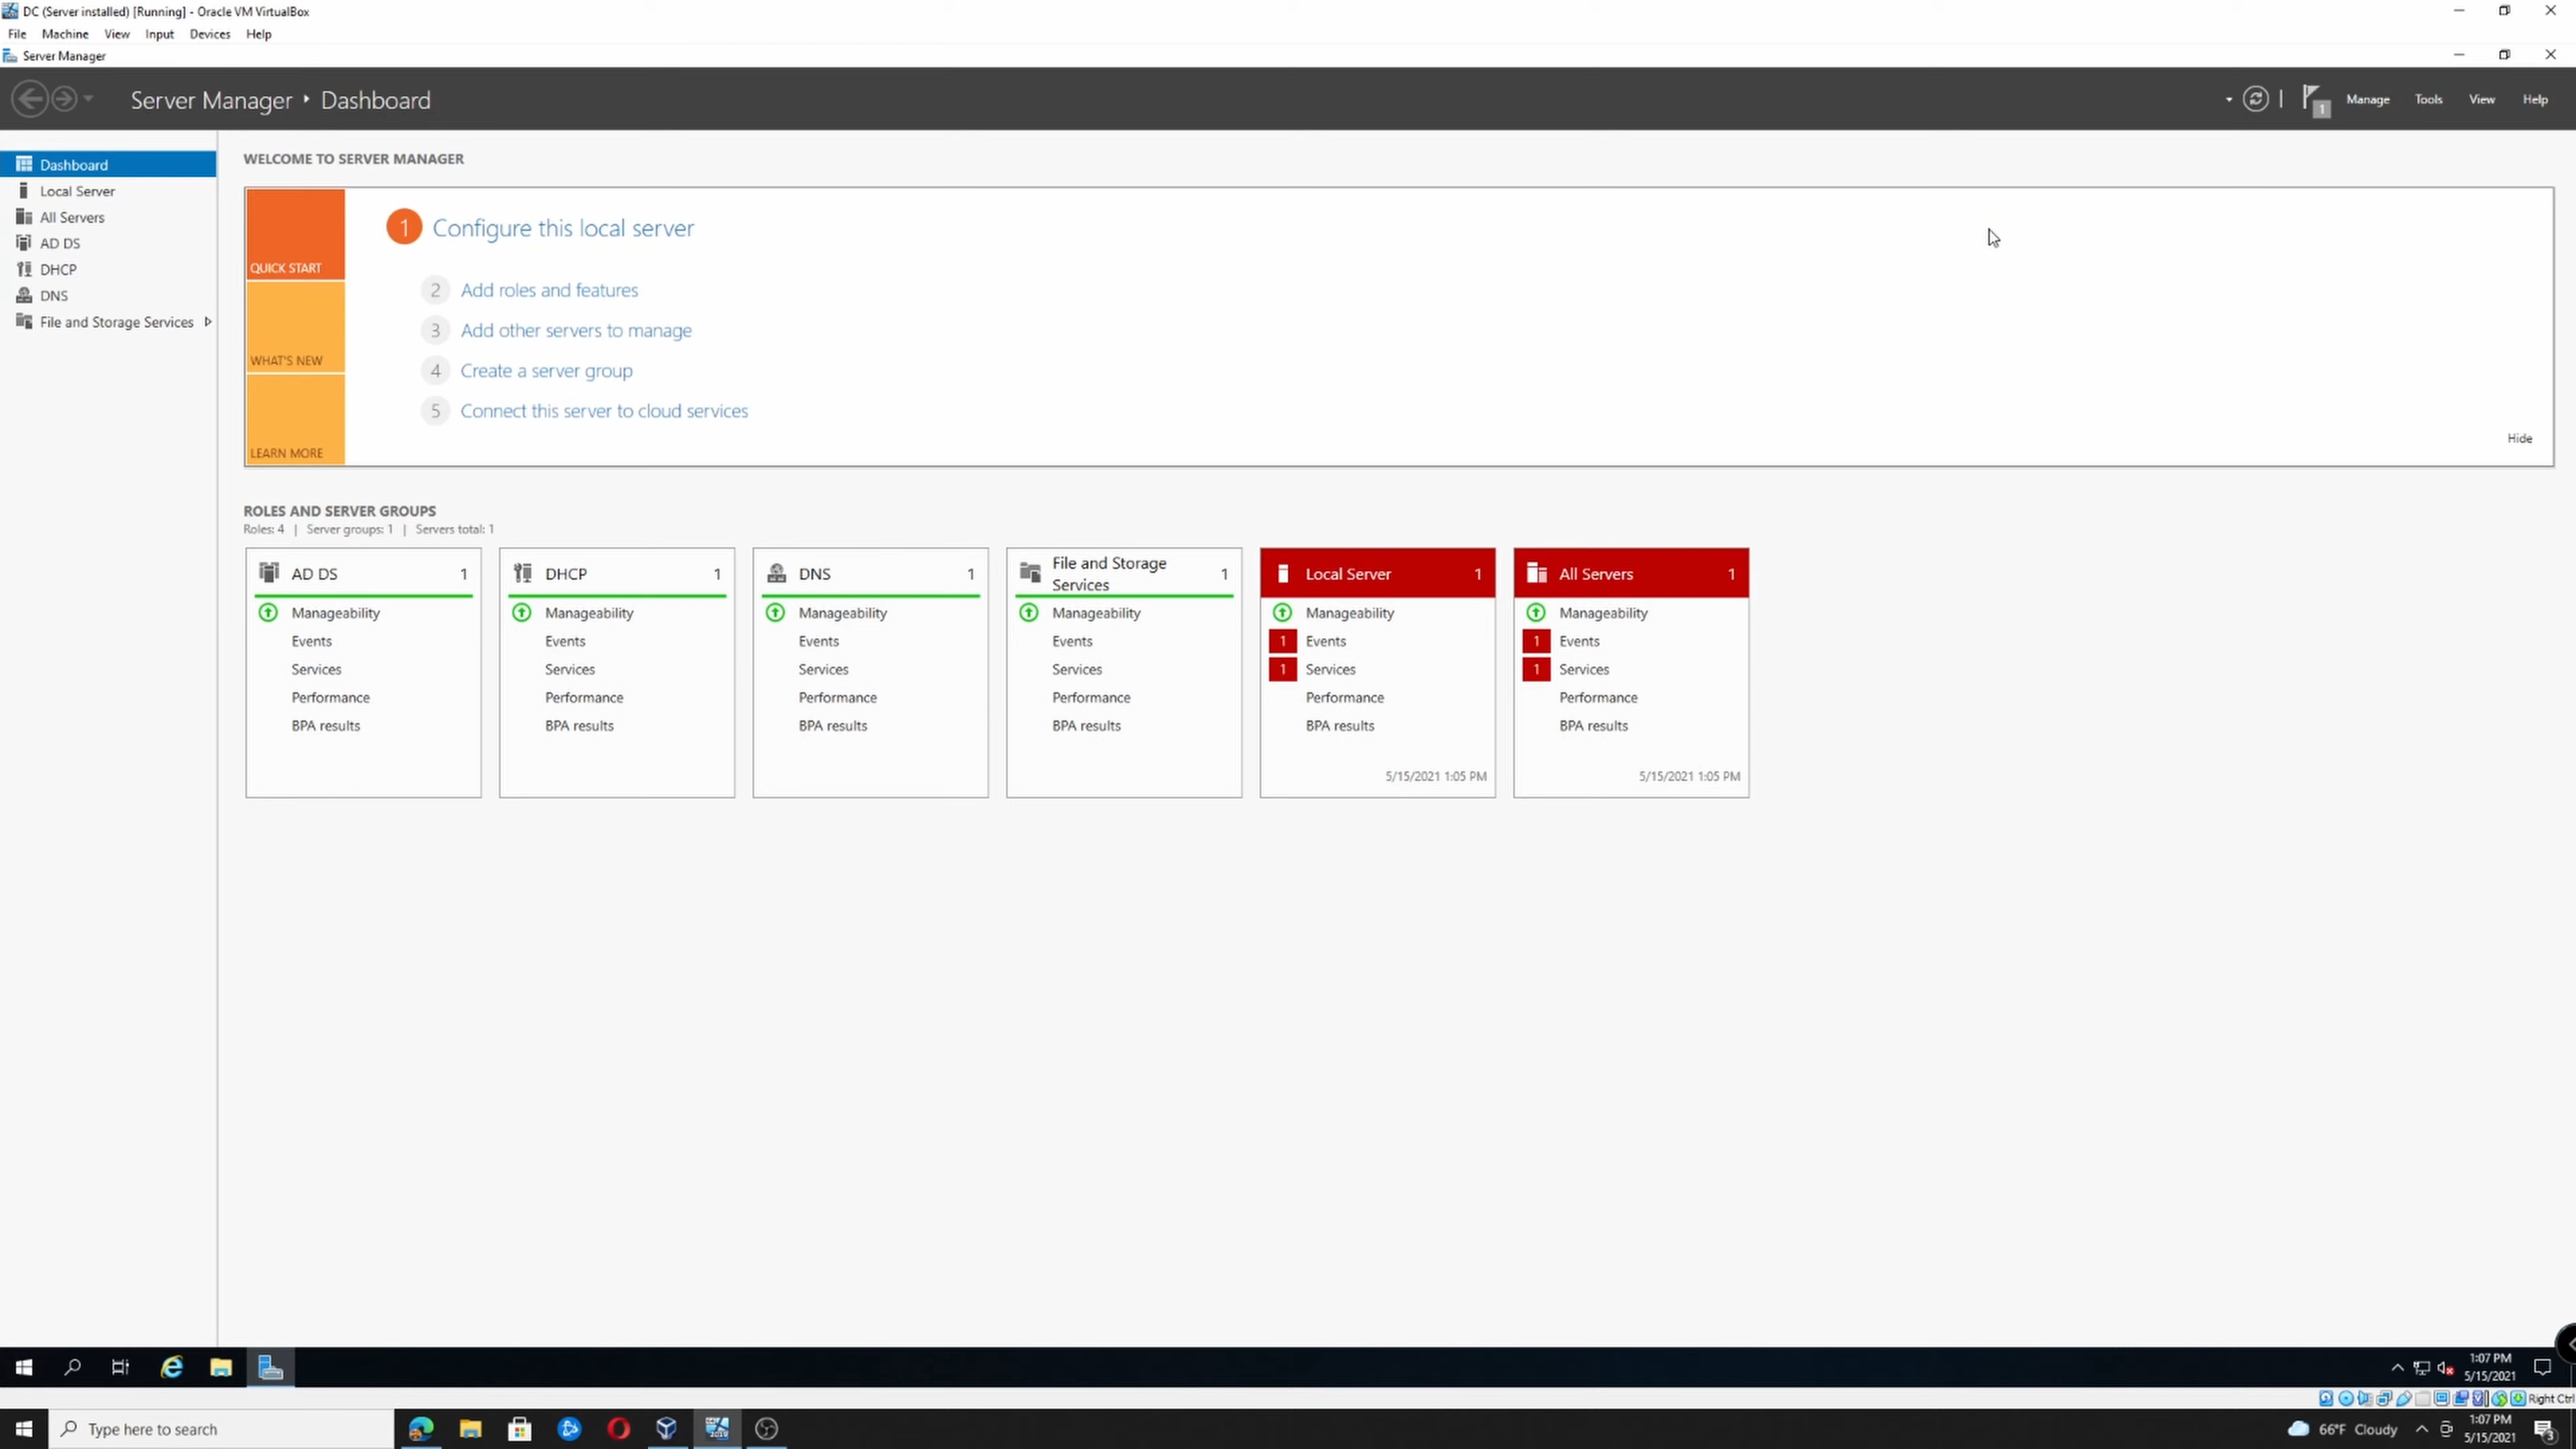 DC (Server installed) [Running] - Oracle VM VirtualBox
File Machine View Input Devices Help
Server Manager
Server Manager Dashboard
1
Manage Tools View Help
Dashboard
Local Server
All Servers
AD DS
DHCP
DNS
File and Storage Services
WELCOME TO SERVER MANAGER
QUICK START
WHAT'S NEW
LEARN MORE
1 Configure this local server
2 Add roles and features
3 Add other servers to manage
4 Create a server group
5 Connect this server to cloud services
Hide
ROLES AND SERVER GROUPS
Roles: 4 | Server groups: 1 | Servers total: 1
AD DS 1
Manageability
Events
Services
Performance
BPA results
DHCP 1
Manageability
Events
Services
Performance
BPA results
DNS 1
Manageability
Events
Services
Performance
BPA results
File and Storage
Services 1
Manageability
Events
Services
Performance
BPA results
Local Server 1
Manageability
1 Events
1 Services
Performance
BPA results
5/15/2021 1:05 PM
All Servers 1
Manageability
1 Events
1 Services
Performance
BPA results
5/15/2021 1:05 PM
1:07 PM
5/15/2021
Right Ctrl
Type here to search
2019
66°F Cloudy
1:07 PM
5/15/2021
3